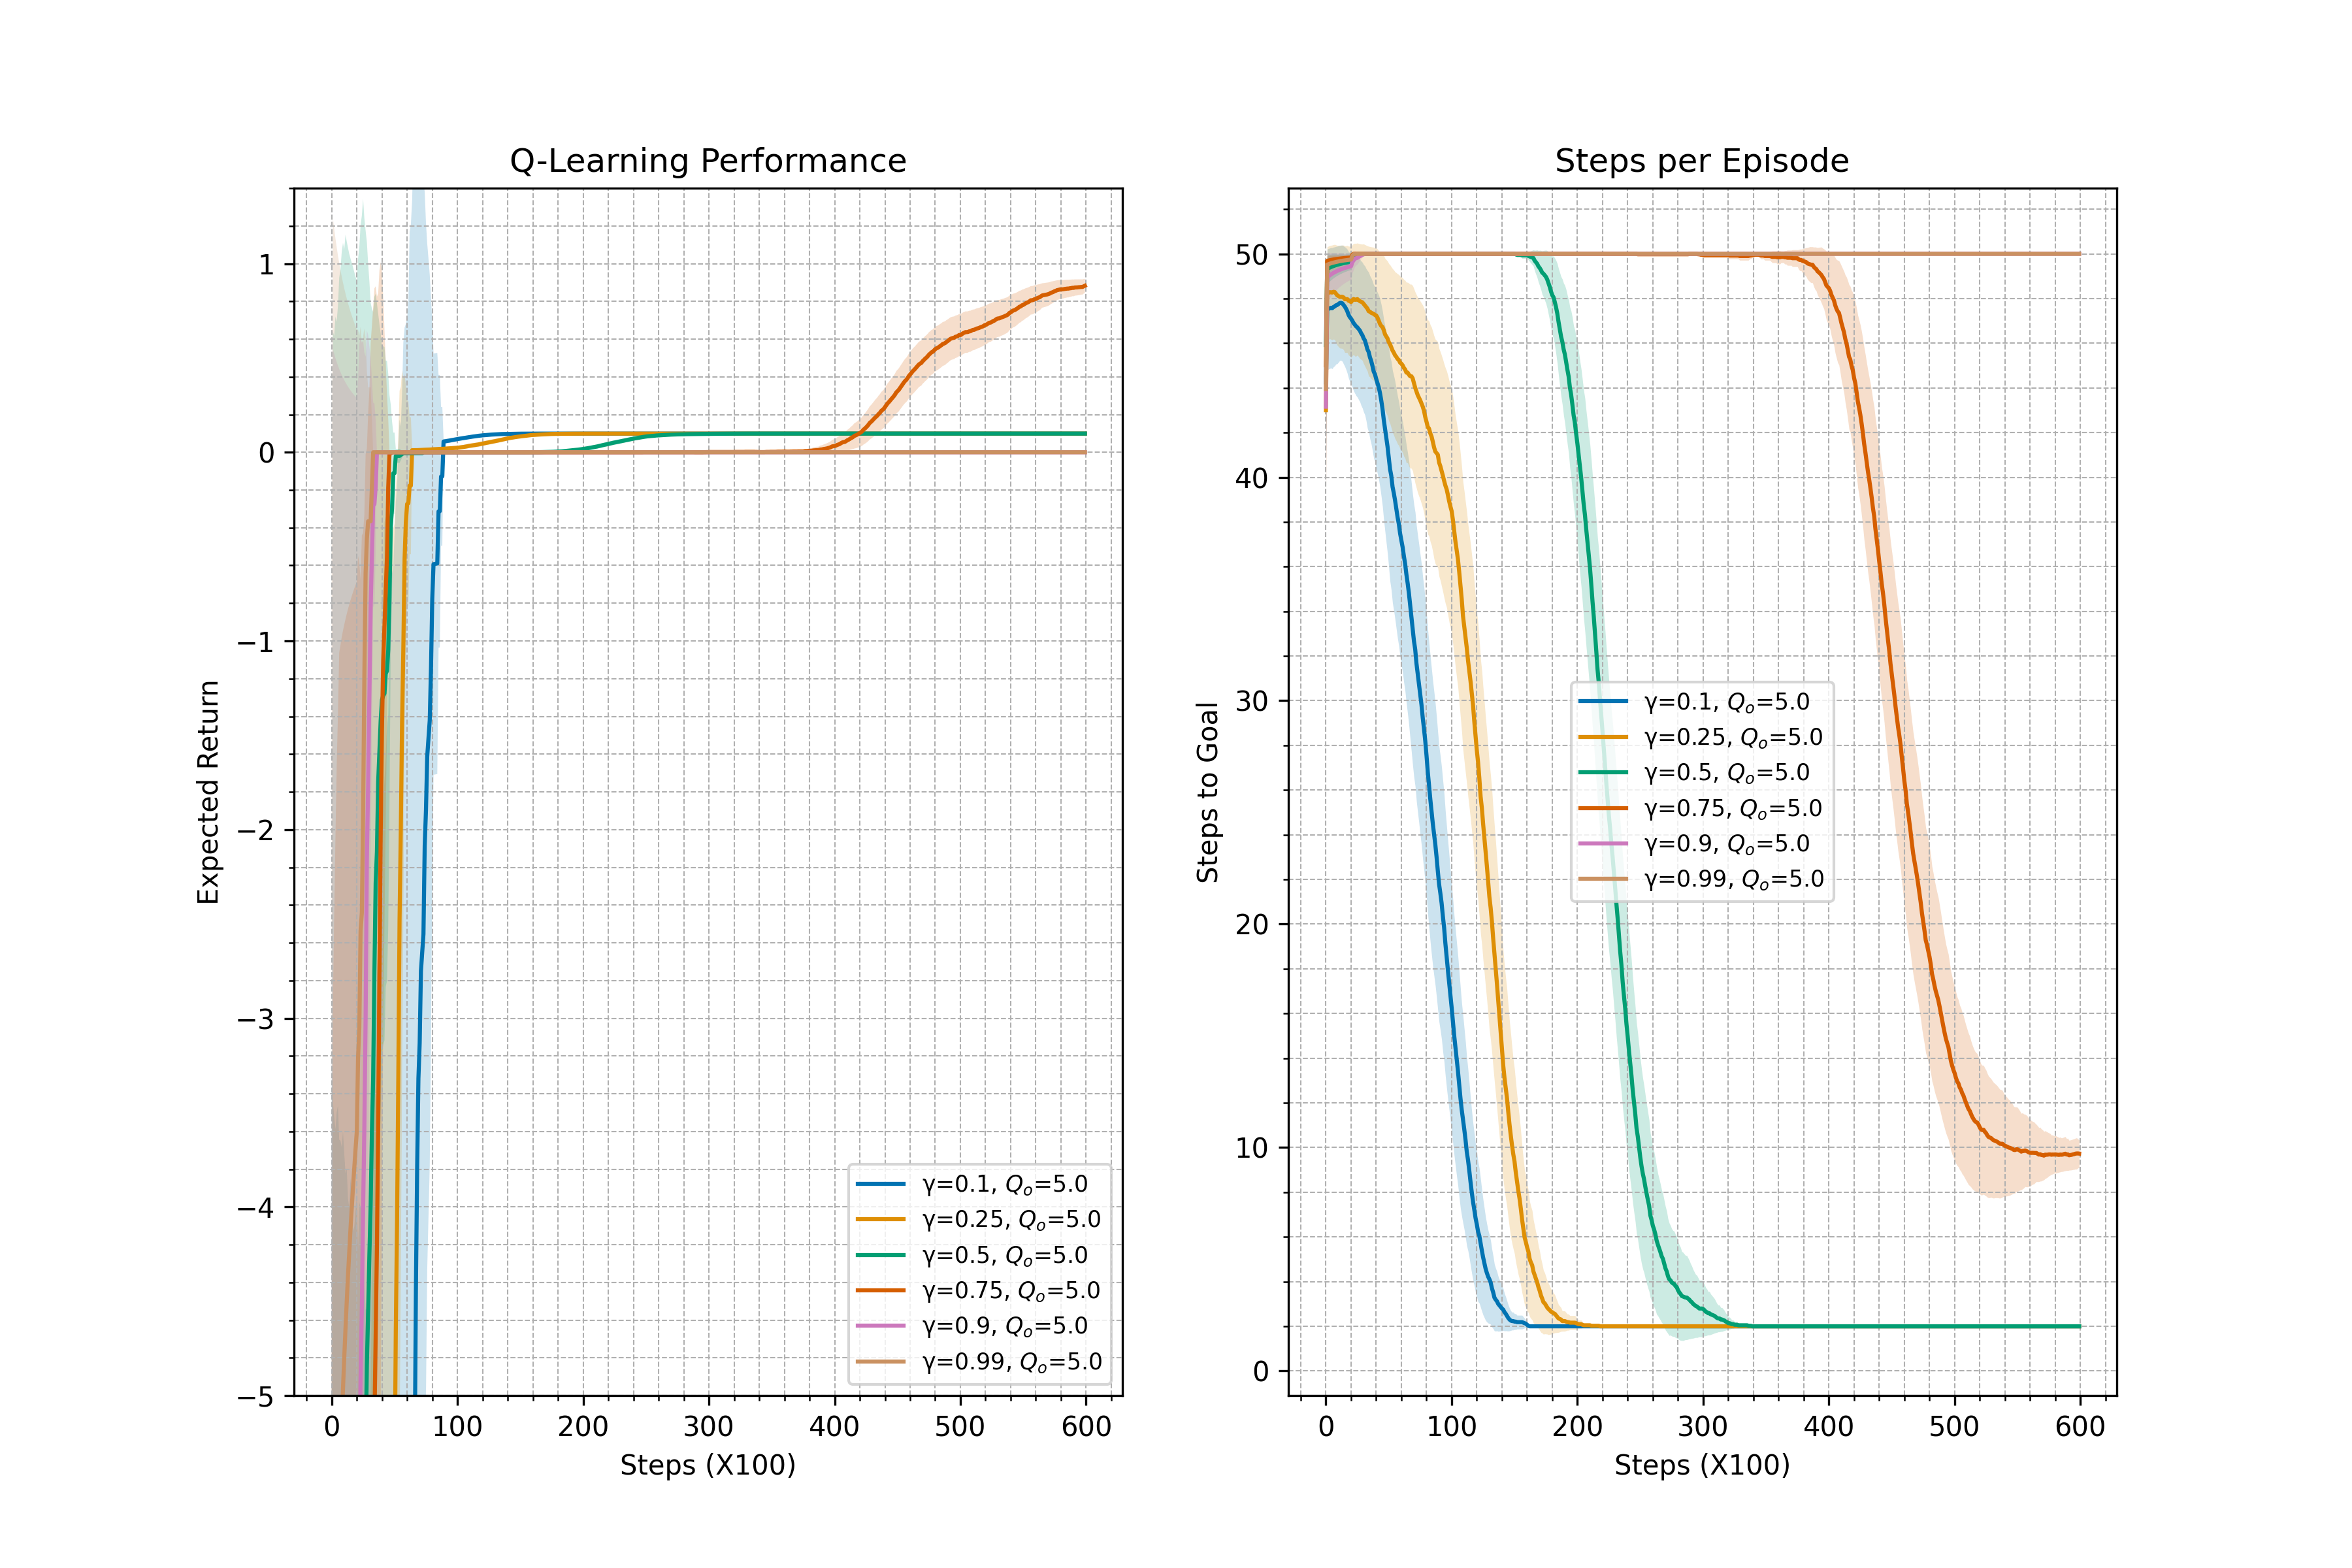 Q-Learning Performance
Expected Return
1
0
−1
−2
−3
−4
−5
γ=0.1, Qₒ=5.0
γ=0.25, Qₒ=5.0
γ=0.5, Qₒ=5.0
γ=0.75, Qₒ=5.0
γ=0.9, Qₒ=5.0
γ=0.99, Qₒ=5.0
0 100 200 300 400 500 600
Steps (X100)
Steps per Episode
Steps to Goal
50
40
30
20
10
0
γ=0.1, Qₒ=5.0
γ=0.25, Qₒ=5.0
γ=0.5, Qₒ=5.0
γ=0.75, Qₒ=5.0
γ=0.9, Qₒ=5.0
γ=0.99, Qₒ=5.0
0 100 200 300 400 500 600
Steps (X100)